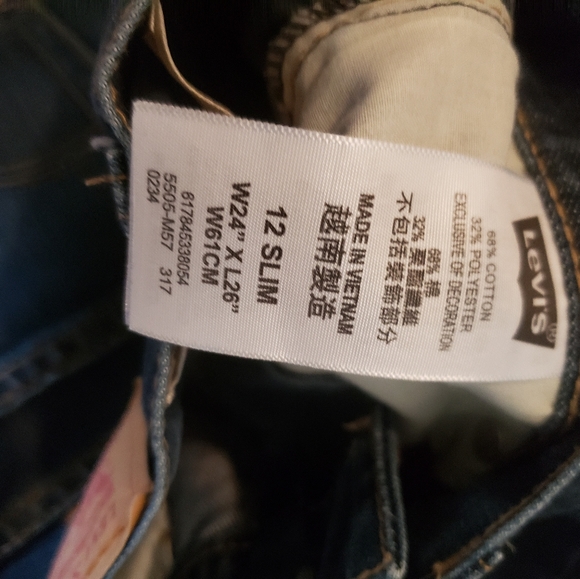 Levi's
68% COTTON
32% POLYESTER
EXCLUSIVE OF DECORATION
68% 棉
32% 聚酯纖維
不包括裝飾部分
MADE IN VIETNAM
越南製造
12 SLIM
W24" X L26"
W61CM
617845338054
5505-M57 317
0234